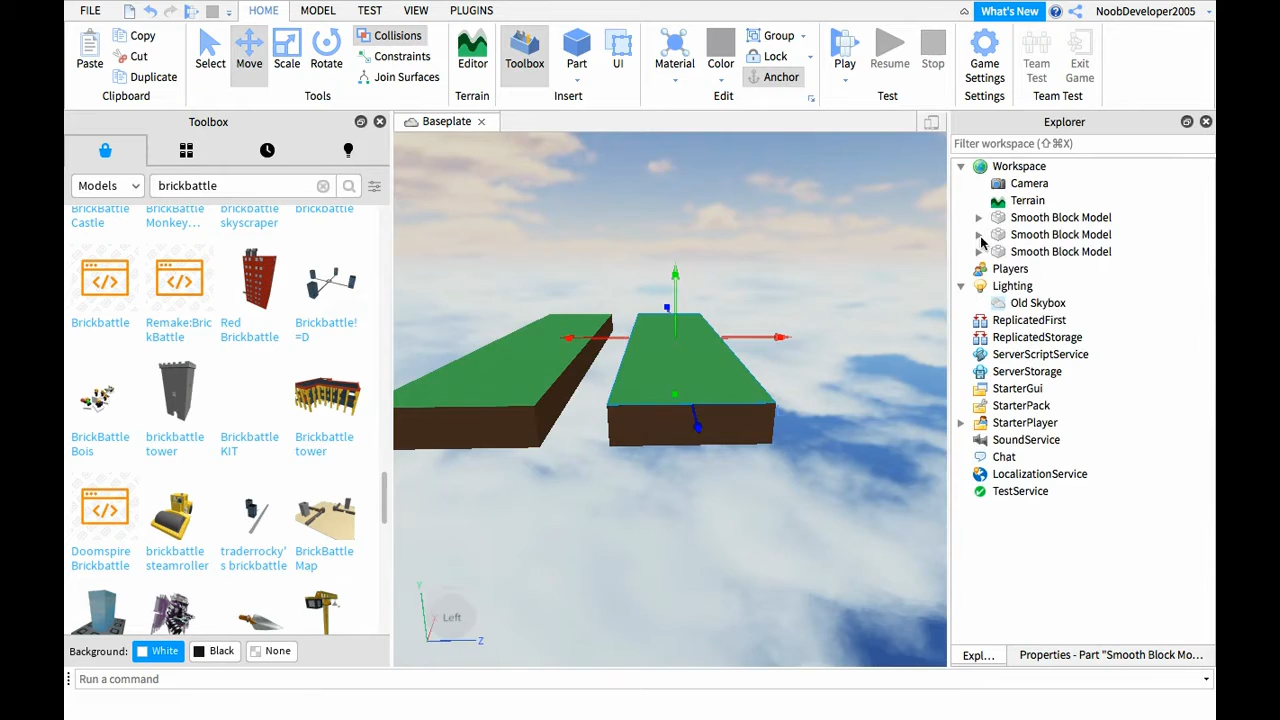 FILE HOME MODEL TEST VIEW PLUGINS What's New NoobDeveloper2005
Copy Collisions Group
Paste Cut Select Move Scale Rotate Constraints Editor Toolbox Part UI Material Color Lock Play Resume Stop Game Settings Team Test Exit Game
Duplicate Join Surfaces Anchor
Clipboard Tools Terrain Insert Edit Test Settings Team Test
Toolbox
Baseplate
Explorer
Models brickbattle
Filter workspace (⇧⌘X)
BrickBattle Castle
BrickBattle Monkey...
brickbattle skyscraper
brickbattle
Brickbattle
Remake:BrickBattle
Red Brickbattle
Brickbattle! =D
BrickBattle Bois
brickbattle tower
Brickbattle KIT
Brickbattle tower
Doomspire Brickbattle
brickbattle steamroller
traderrocky's brickbattle
BrickBattle Map
Background: White Black None
Left
Y
Z
Workspace
Camera
Terrain
Smooth Block Model
Smooth Block Model
Smooth Block Model
Players
Lighting
Old Skybox
ReplicatedFirst
ReplicatedStorage
ServerScriptService
ServerStorage
StarterGui
StarterPack
StarterPlayer
SoundService
Chat
LocalizationService
TestService
Expl... Properties - Part "Smooth Block Mo...
Run a command